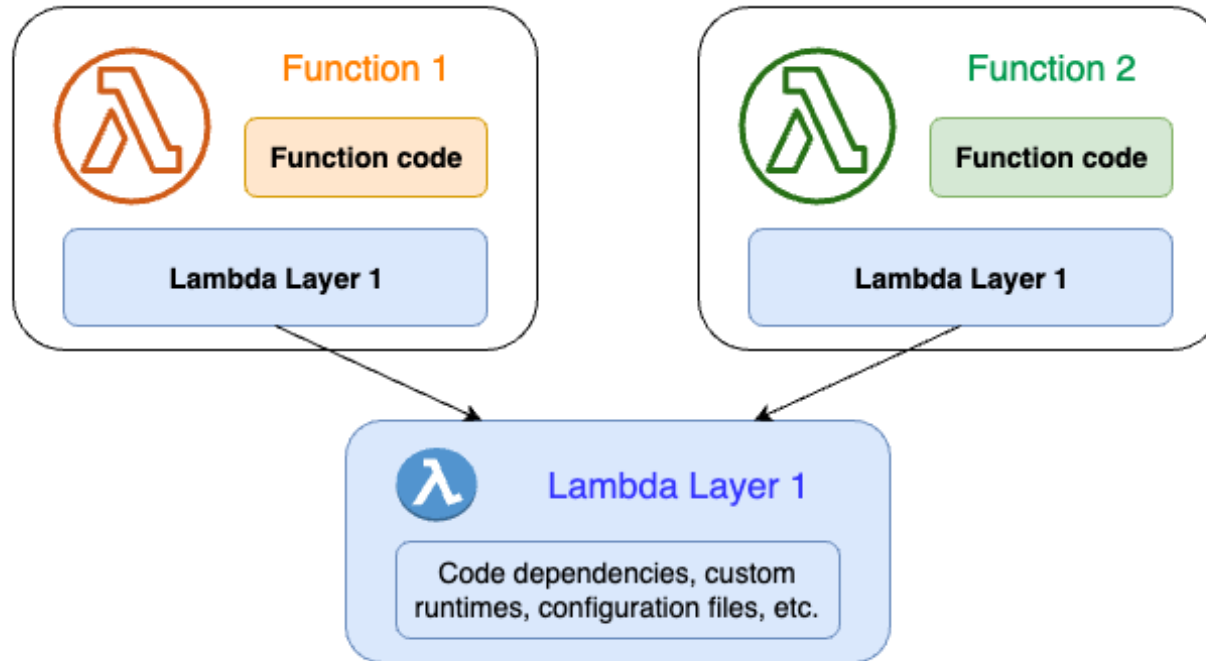 Function 1
Function code
Lambda Layer 1
Function 2
Function code
Lambda Layer 1
Lambda Layer 1
Code dependencies, custom
runtimes, configuration files, etc.